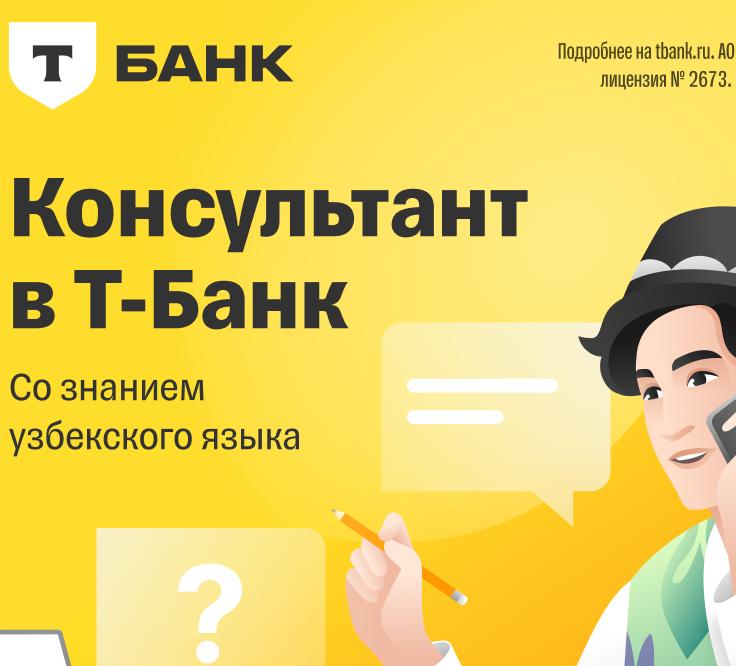 Т БАНК
Подробнее на tbank.ru. АО
лицензия № 2673.
Консультант
в Т-Банк
Со знанием
узбекского языка
?